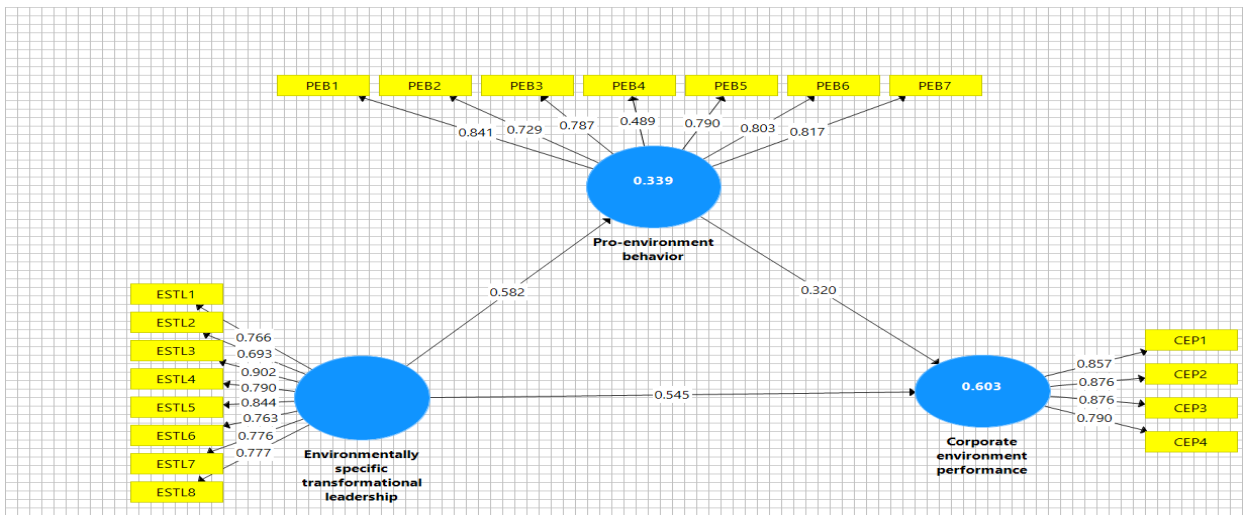 PEB1 PEB2 PEB3 PEB4 PEB5 PEB6 PEB7
0.841 0.729 0.787 0.489 0.790 0.803 0.817
0.339
Pro-environment
behavior
0.582
0.320
ESTL1
ESTL2
ESTL3
ESTL4
ESTL5
ESTL6
ESTL7
ESTL8
0.766
0.693
0.902
0.790
0.844
0.763
0.776
0.777
Environmentally
specific
transformational
leadership
0.545
0.603
Corporate
environment
performance
0.857
0.876
0.876
0.790
CEP1
CEP2
CEP3
CEP4